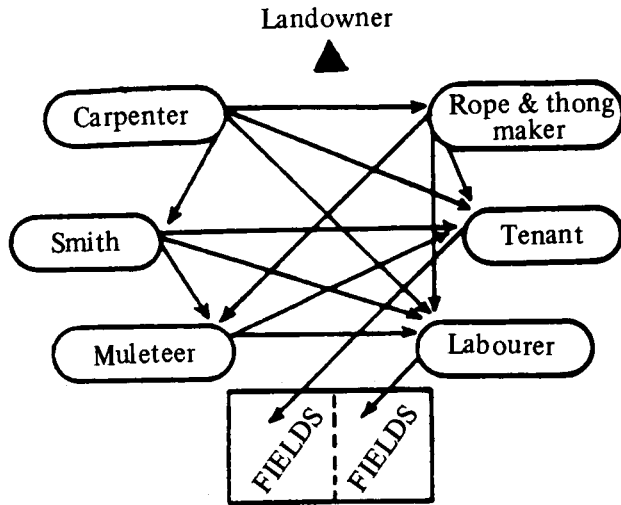 Landowner
Carpenter
Rope & thong
maker
Smith
Tenant
Muleteer
Labourer
FIELDS
FIELDS